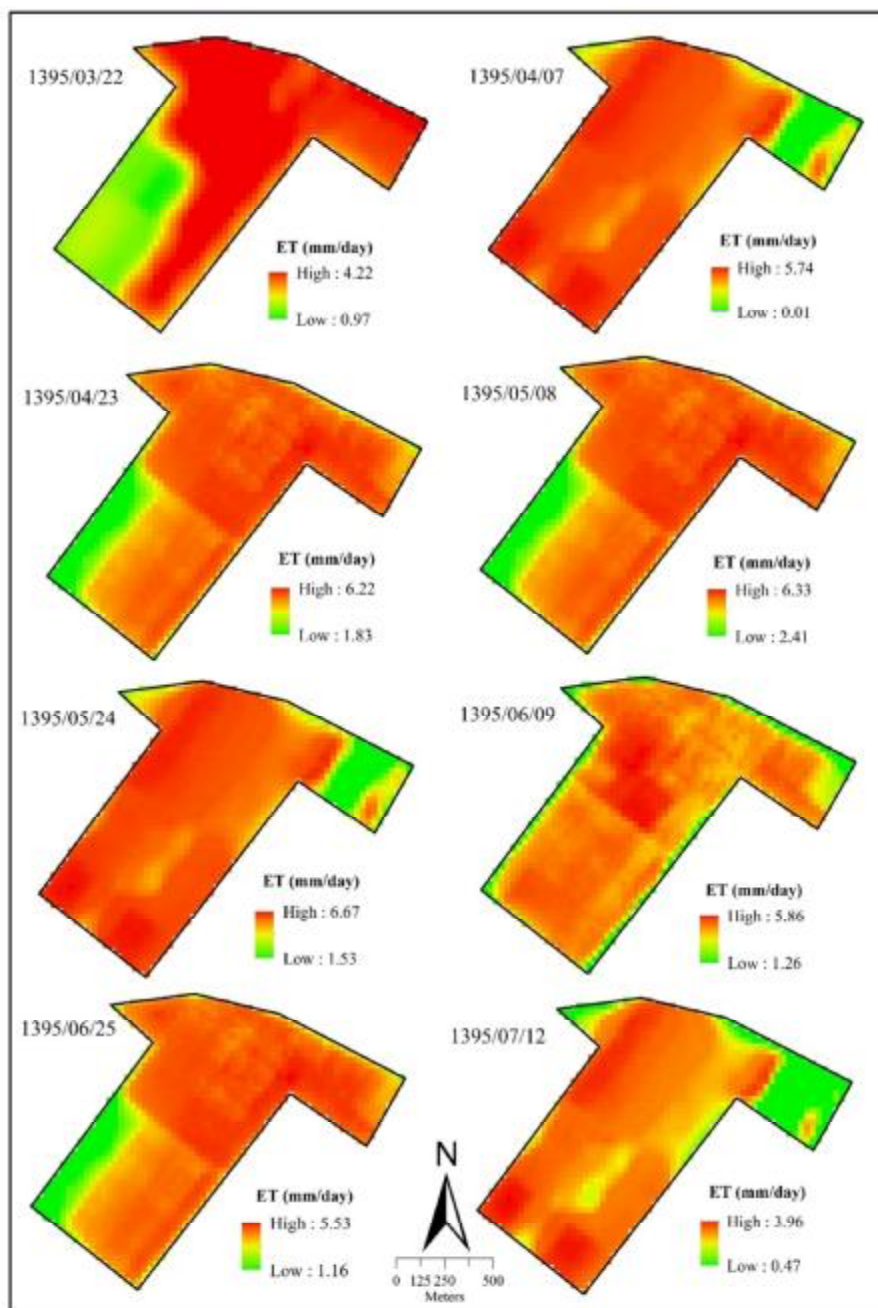 1395/03/22
ET (mm/day)
High : 4.22
Low : 0.97
1395/04/07
ET (mm/day)
High : 5.74
Low : 0.01
1395/04/23
ET (mm/day)
High : 6.22
Low : 1.83
1395/05/08
ET (mm/day)
High : 6.33
Low : 2.41
1395/05/24
ET (mm/day)
High : 6.67
Low : 1.53
1395/06/09
ET (mm/day)
High : 5.86
Low : 1.26
1395/06/25
ET (mm/day)
High : 5.53
Low : 1.16
1395/07/12
ET (mm/day)
High : 3.96
Low : 0.47
N
0 125 250 500
Meters